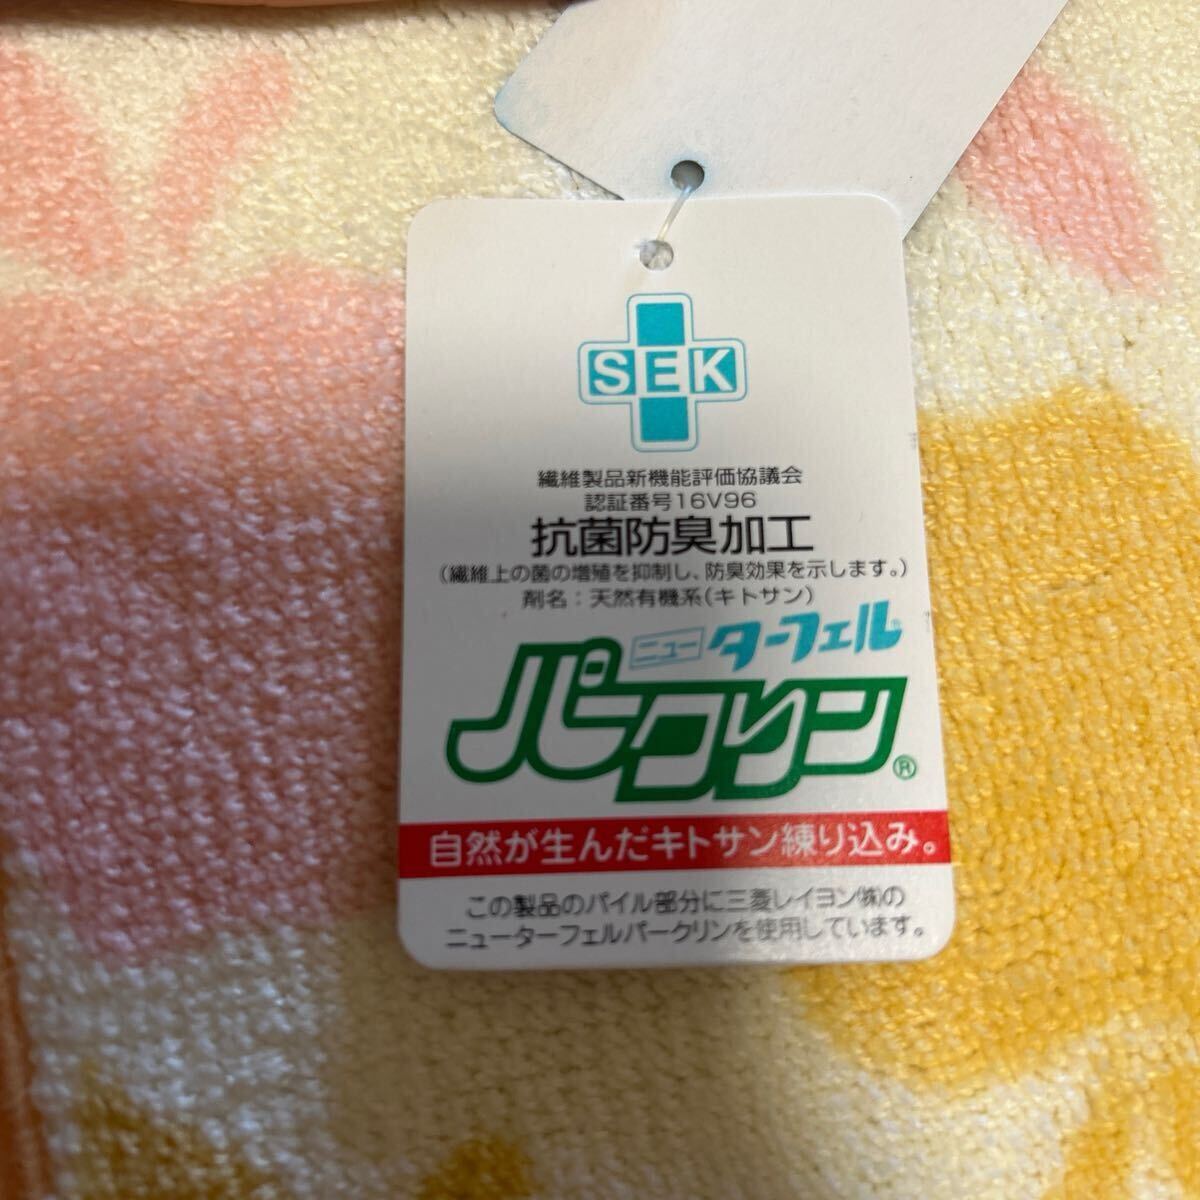 SEK
繊維製品新機能評価協議会
認証番号16V96
抗菌防臭加工
(繊維上の菌の増殖を抑制し、防臭効果を示します。)
剤名：天然有機系(キトサン)
ニューターフェル
パークリン®
自然が生んだキトサン練り込み。
この製品のパイル部分に三菱レイヨン㈱の
ニューターフェルパークリンを使用しています。